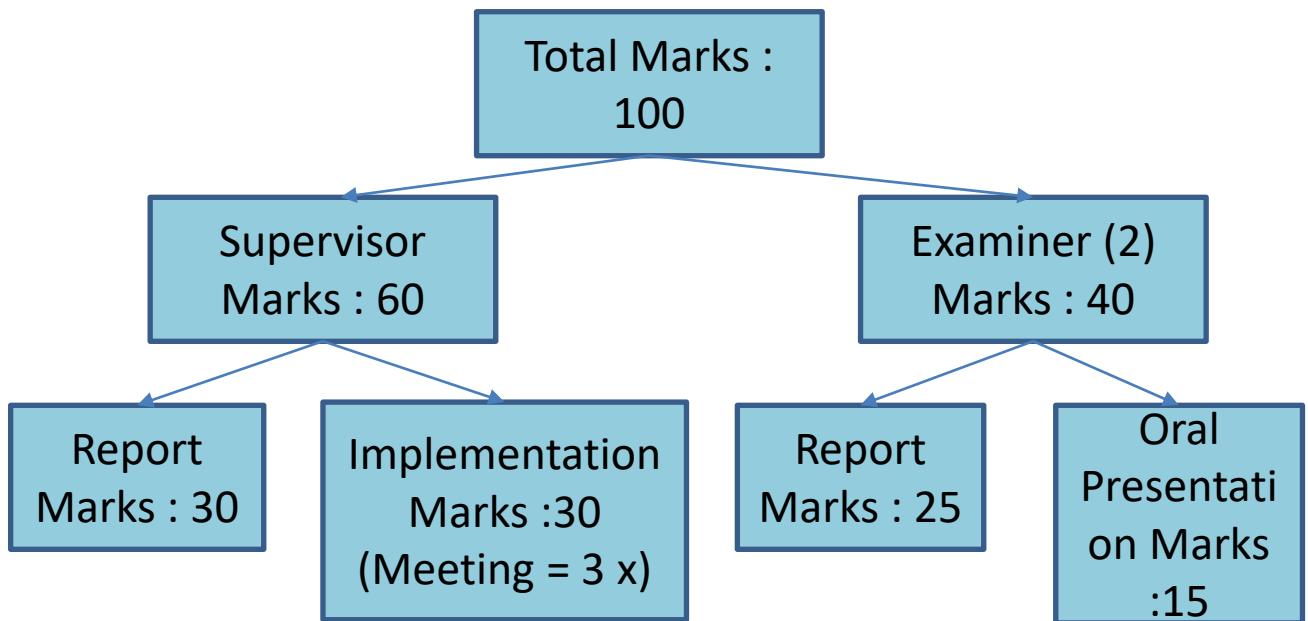 Total Marks :
100
Supervisor
Marks : 60
Examiner (2)
Marks : 40
Report
Marks : 30
Implementation
Marks :30
(Meeting = 3 x)
Report
Marks : 25
Oral
Presentati
on Marks
:15